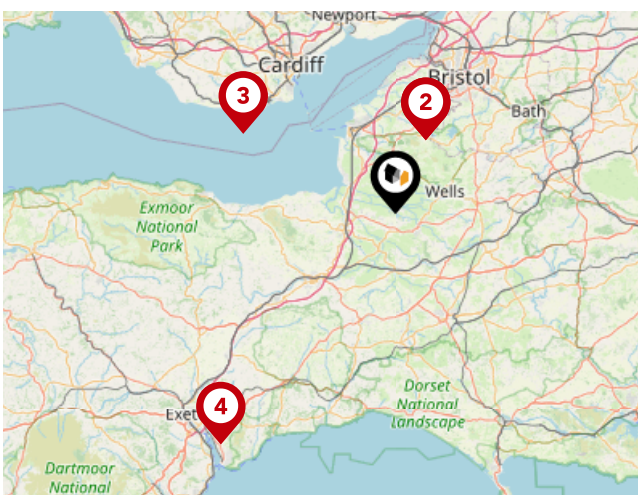 Newport
Cardiff
Bristol
3
2
Bath
Wells
Exmoor
National
Park
Dorset
National
Landscape
4
Exet
Dartmoor
National